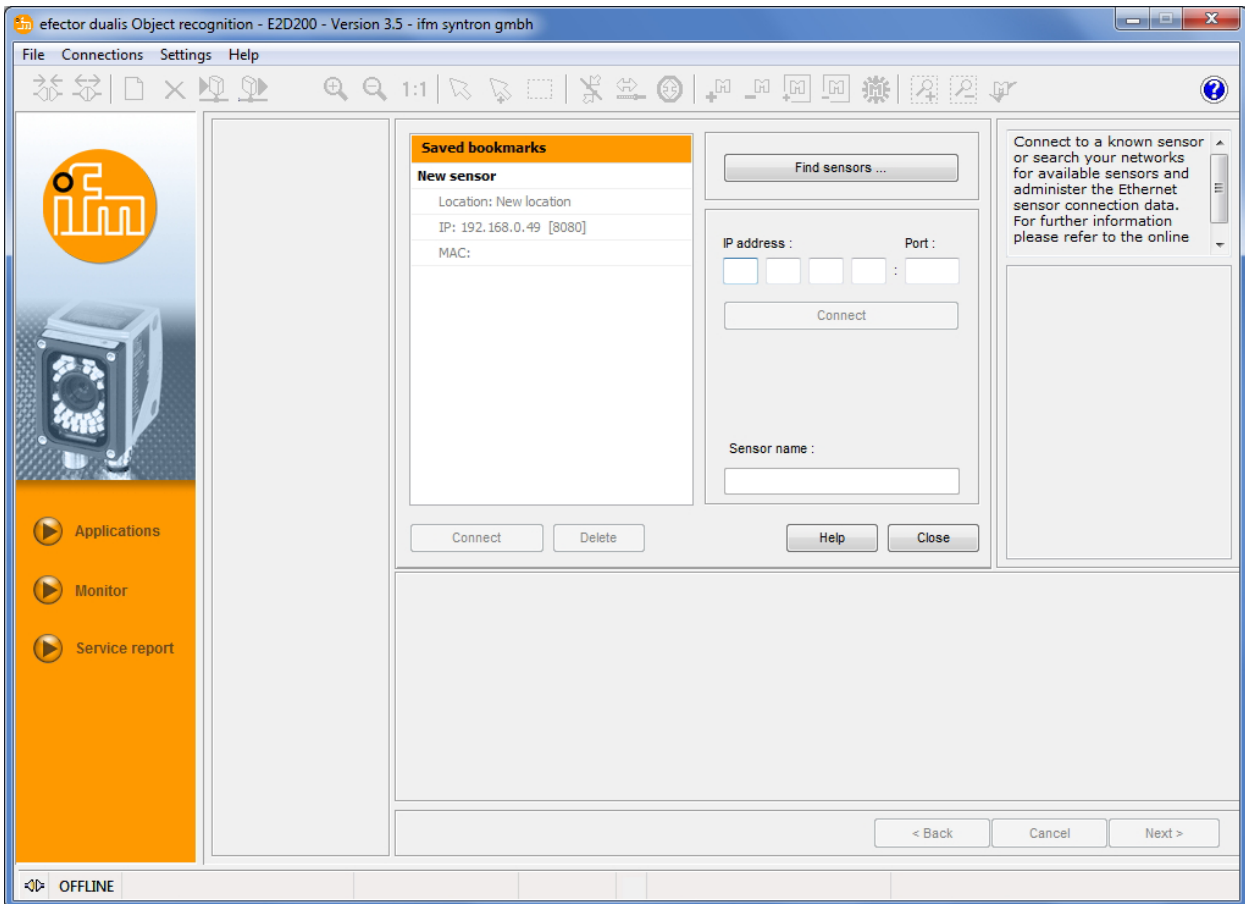 efector dualis Object recognition - E2D200 - Version 3.5 - ifm syntron gmbh
File Connections Settings Help
1:1
ifm
Applications
Monitor
Service report
Saved bookmarks
New sensor
Location: New location
IP: 192.168.0.49 [8080]
MAC:
Connect Delete
Find sensors ...
IP address : Port :
:
Connect
Sensor name :
Help Close
Connect to a known sensor
or search your networks
for available sensors and
administer the Ethernet
sensor connection data.
For further information
please refer to the online
< Back Cancel Next >
OFFLINE